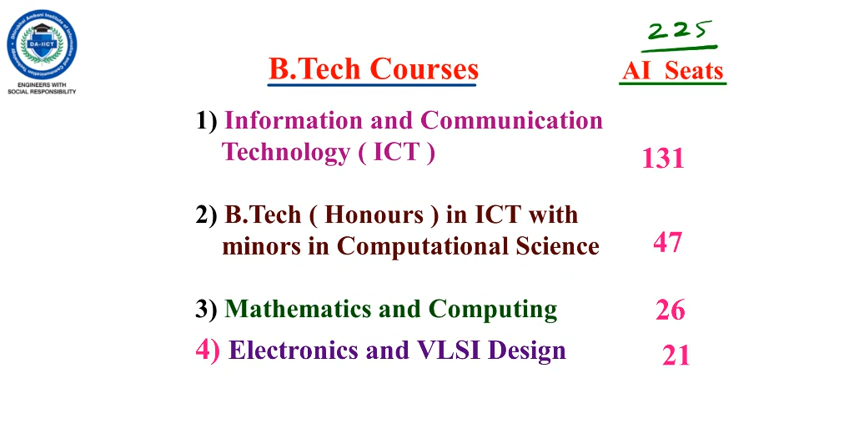 DA-IICT
ENGINEERS WITH
SOCIAL RESPONSIBILITY
225
B.Tech Courses
AI Seats
1) Information and Communication
Technology ( ICT )
131
2) B.Tech ( Honours ) in ICT with
minors in Computational Science
47
3) Mathematics and Computing
26
4) Electronics and VLSI Design
21